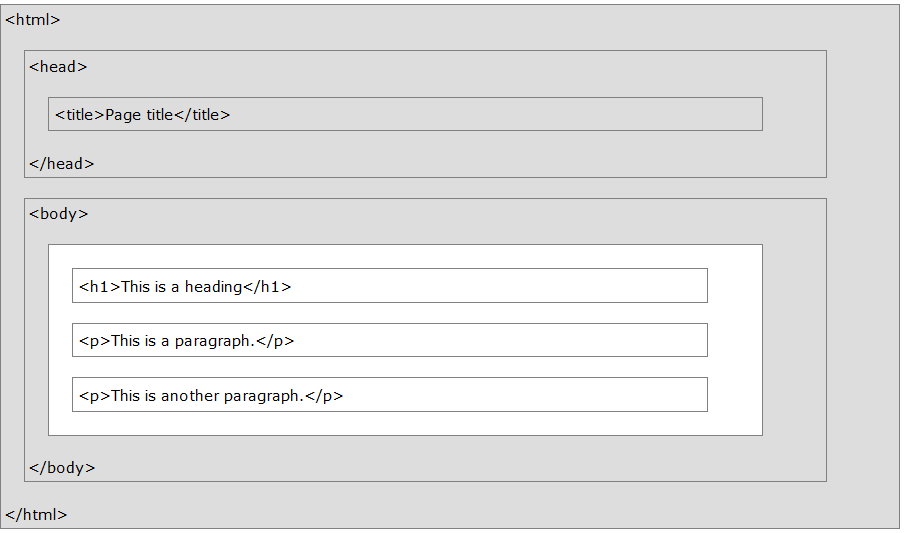 <html>
<head>
<title>Page title</title>
</head>
<body>
<h1>This is a heading</h1>
<p>This is a paragraph.</p>
<p>This is another paragraph.</p>
</body>
</html>